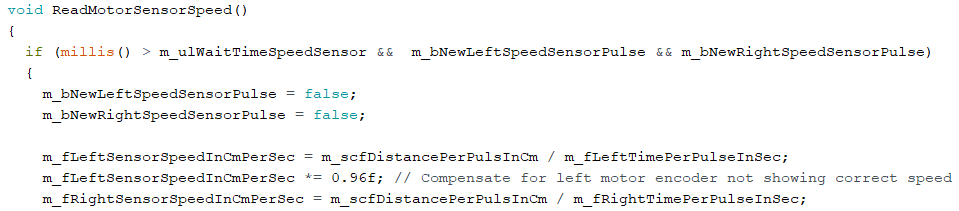 void ReadMotorSensorSpeed()
{
if (millis() > m_ulWaitTimeSpeedSensor && m_bNewLeftSpeedSensorPulse && m_bNewRightSpeedSensorPulse)
{
m_bNewLeftSpeedSensorPulse = false;
m_bNewRightSpeedSensorPulse = false;
m_fLeftSensorSpeedInCmPerSec = m_scfDistancePerPulsInCm / m_fLeftTimePerPulseInSec;
m_fLeftSensorSpeedInCmPerSec *= 0.96f; // Compensate for left motor encoder not showing correct speed
m_fRightSensorSpeedInCmPerSec = m_scfDistancePerPulsInCm / m_fRightTimePerPulseInSec;